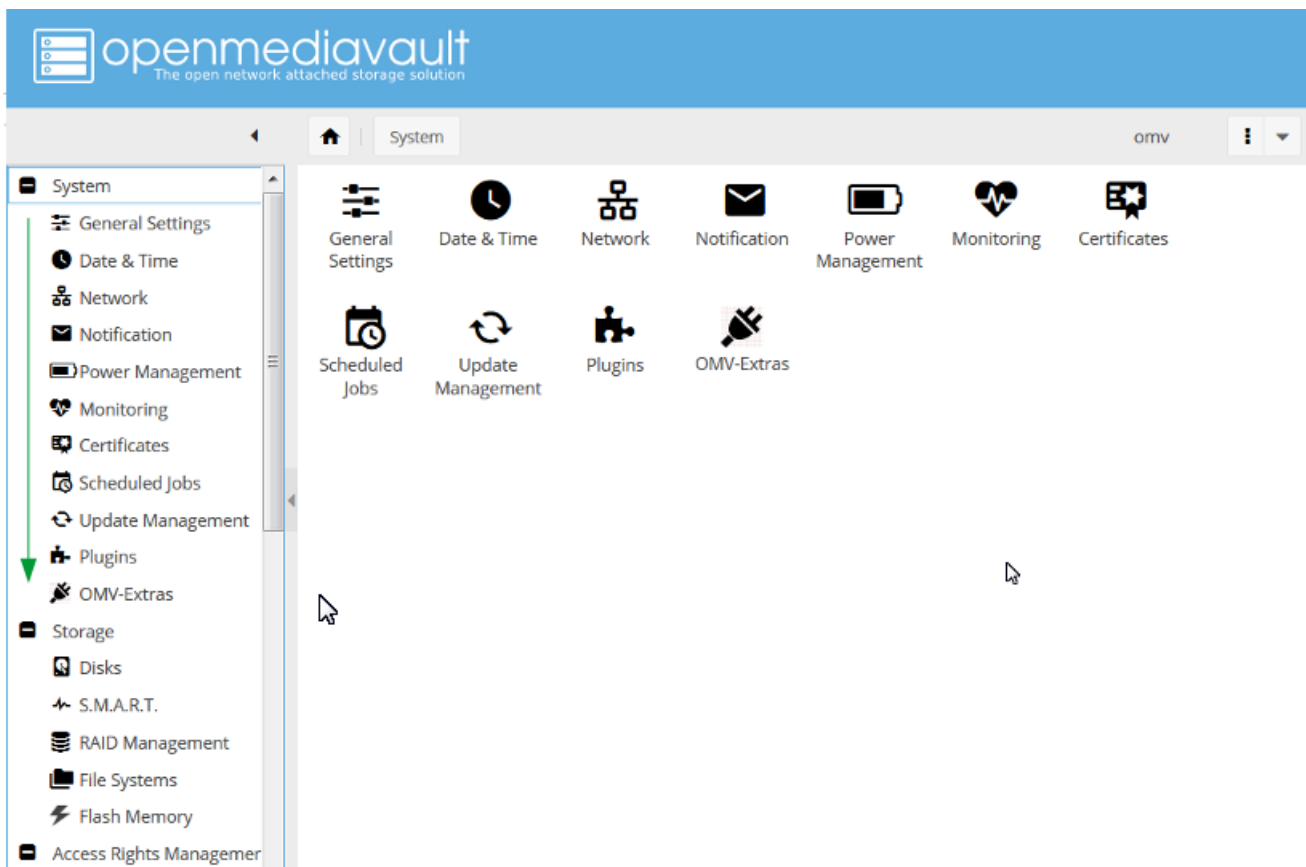 openmediavault
The open network attached storage solution
System
omv
System
General Settings
Date & Time
Network
Notification
Power Management
Monitoring
Certificates
Scheduled Jobs
Update Management
Plugins
OMV-Extras
Storage
Disks
S.M.A.R.T.
RAID Management
File Systems
Flash Memory
Access Rights Managemen
General
Settings
Date & Time
Network
Notification
Power
Management
Monitoring
Certificates
Scheduled
Jobs
Update
Management
Plugins
OMV-Extras